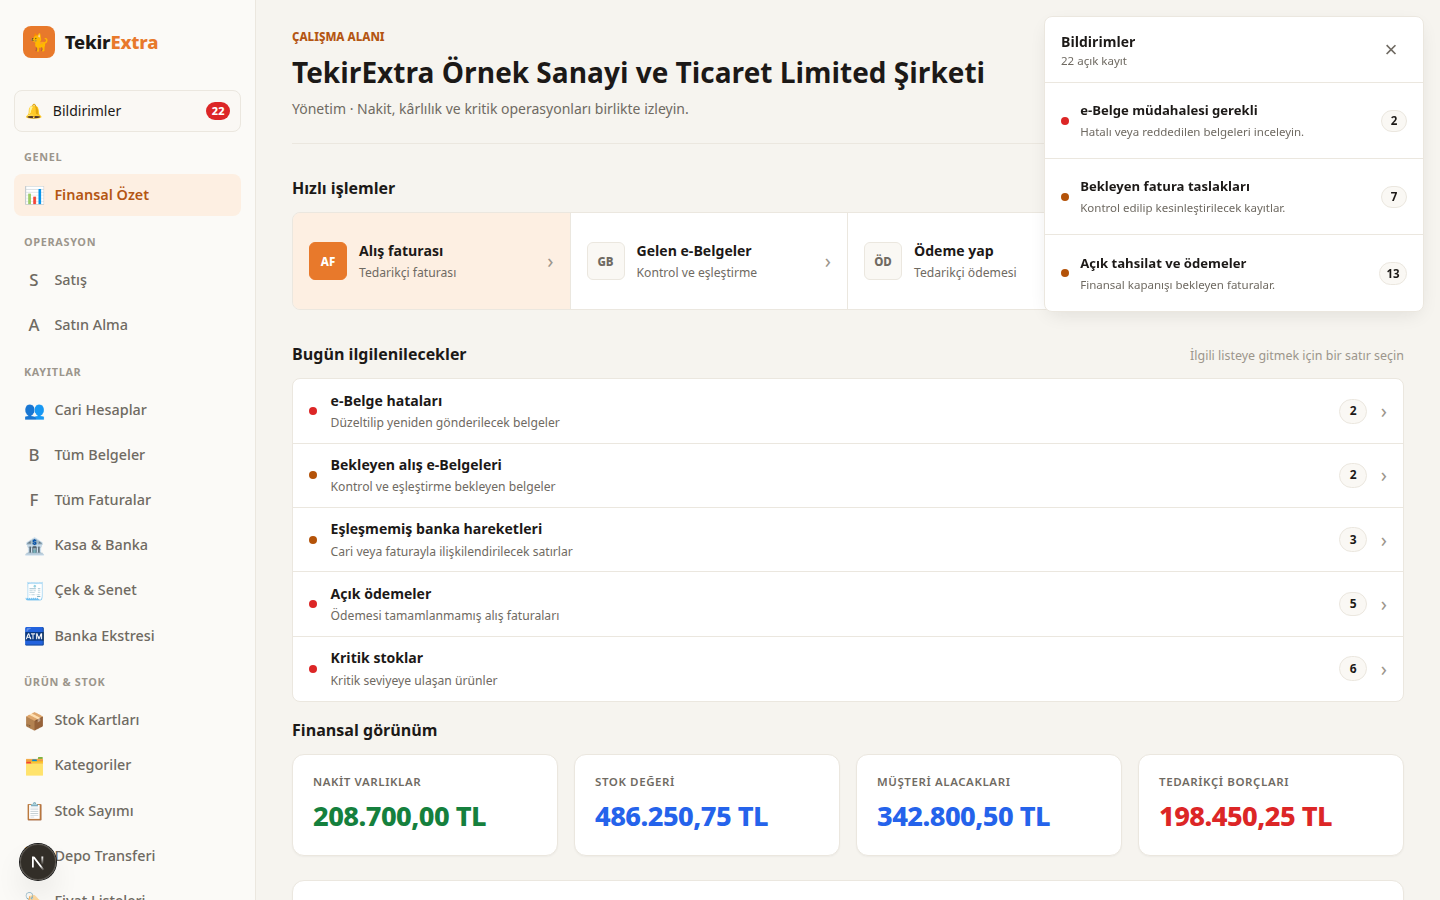 TekirExtra
Bildirimler
22
GENEL
Finansal Özet
OPERASYON
S Satış
A Satın Alma
KAYITLAR
Cari Hesaplar
B Tüm Belgeler
F Tüm Faturalar
Kasa & Banka
Çek & Senet
ATM Banka Ekstresi
ÜRÜN & STOK
Stok Kartları
Kategoriler
Stok Sayımı
N Depo Transferi
Fiyat Listeleri
ÇALIŞMA ALANI
TekirExtra Örnek Sanayi ve Ticaret Limited Şirketi
Yönetim · Nakit, kârlılık ve kritik operasyonları birlikte izleyin.
Hızlı işlemler
AF
Alış faturası
Tedarikçi faturası
GB
Gelen e-Belgeler
Kontrol ve eşleştirme
ÖD
Ödeme yap
Tedarikçi ödemesi
Bildirimler
22 açık kayıt
e-Belge müdahalesi gerekli
Hatalı veya reddedilen belgeleri inceleyin.
2
Bekleyen fatura taslakları
Kontrol edilip kesinleştirilecek kayıtlar.
7
Açık tahsilat ve ödemeler
Finansal kapanışı bekleyen faturalar.
13
Bugün ilgilenilecekler
İlgili listeye gitmek için bir satır seçin
e-Belge hataları
Düzeltilip yeniden gönderilecek belgeler
2
Bekleyen alış e-Belgeleri
Kontrol ve eşleştirme bekleyen belgeler
2
Eşleşmemiş banka hareketleri
Cari veya faturayla ilişkilendirilecek satırlar
3
Açık ödemeler
Ödemesi tamamlanmamış alış faturaları
5
Kritik stoklar
Kritik seviyeye ulaşan ürünler
6
Finansal görünüm
NAKİT VARLIKLAR
208.700,00 TL
STOK DEĞERİ
486.250,75 TL
MÜŞTERİ ALACAKLARI
342.800,50 TL
TEDARİKÇİ BORÇLARI
198.450,25 TL